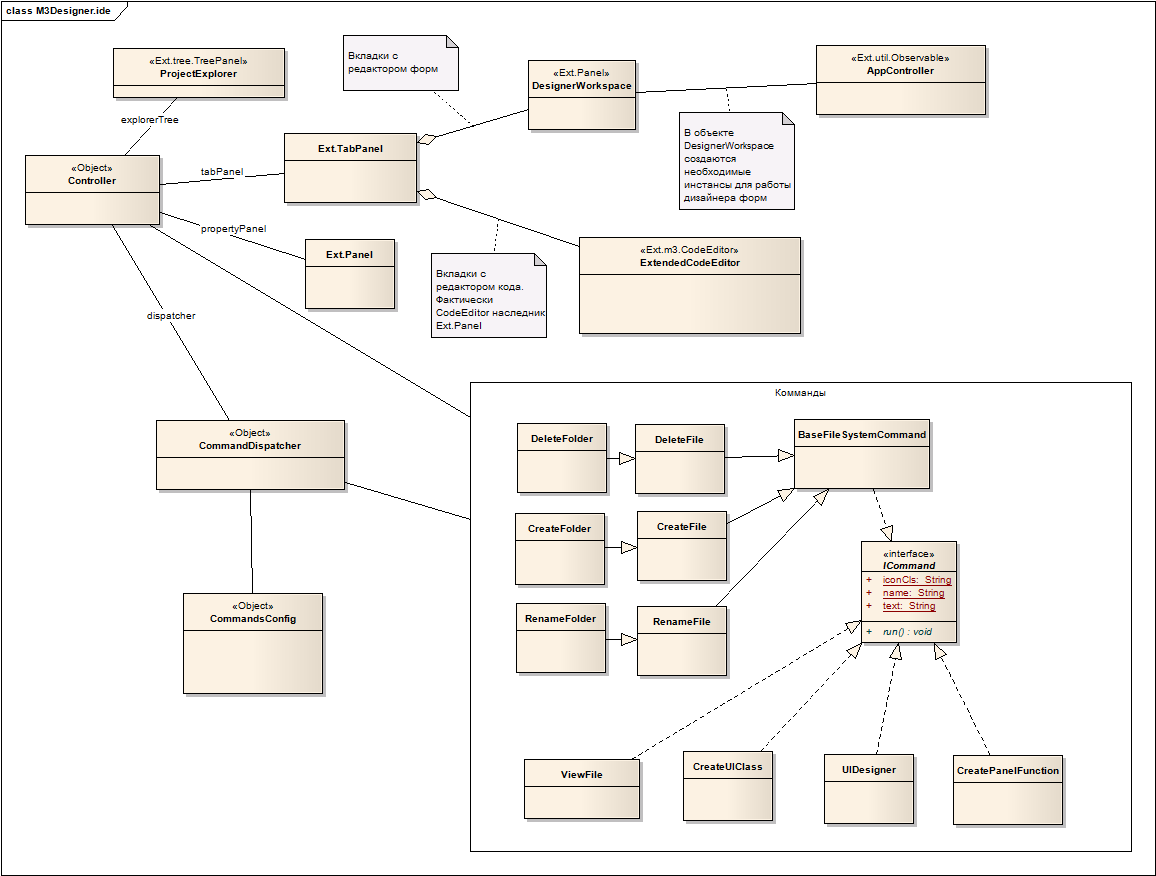 class M3Designer.ide
«Ext.tree.TreePanel»
ProjectExplorer
Вкладки с
редактором форм
«Ext.Panel»
DesignerWorkspace
«Ext.util.Observable»
AppController
explorerTree
В объекте
DesignerWorkspace
создаются
необходимые
инстансы для работы
дизайнера форм
Ext.TabPanel
«Object»
Controller
tabPanel
propertyPanel
Ext.Panel
Вкладки с
редактором кода.
Фактически
CodeEditor наследник
Ext.Panel
«Ext.m3.CodeEditor»
ExtendedCodeEditor
dispatcher
Комманды
«Object»
CommandDispatcher
DeleteFolder
DeleteFile
BaseFileSystemCommand
CreateFolder
CreateFile
«interface»
ICommand
+ iconCls: String
+ name: String
+ text: String
+ run() : void
«Object»
CommandsConfig
RenameFolder
RenameFile
ViewFile
CreateUIClass
UIDesigner
CreatePanelFunction